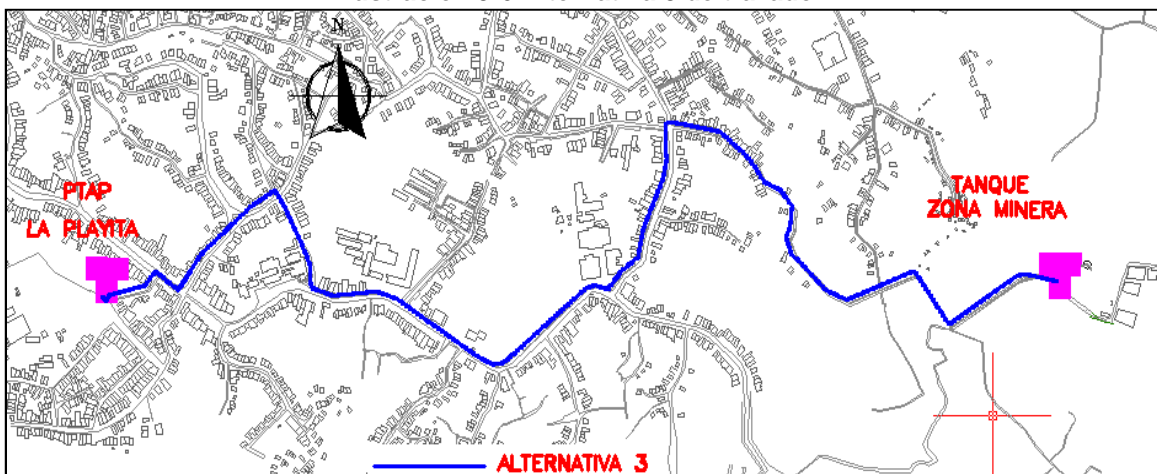 N
PTAP
LA PLAYITA
TANQUE
ZONA MINERA
ALTERNATIVA 3